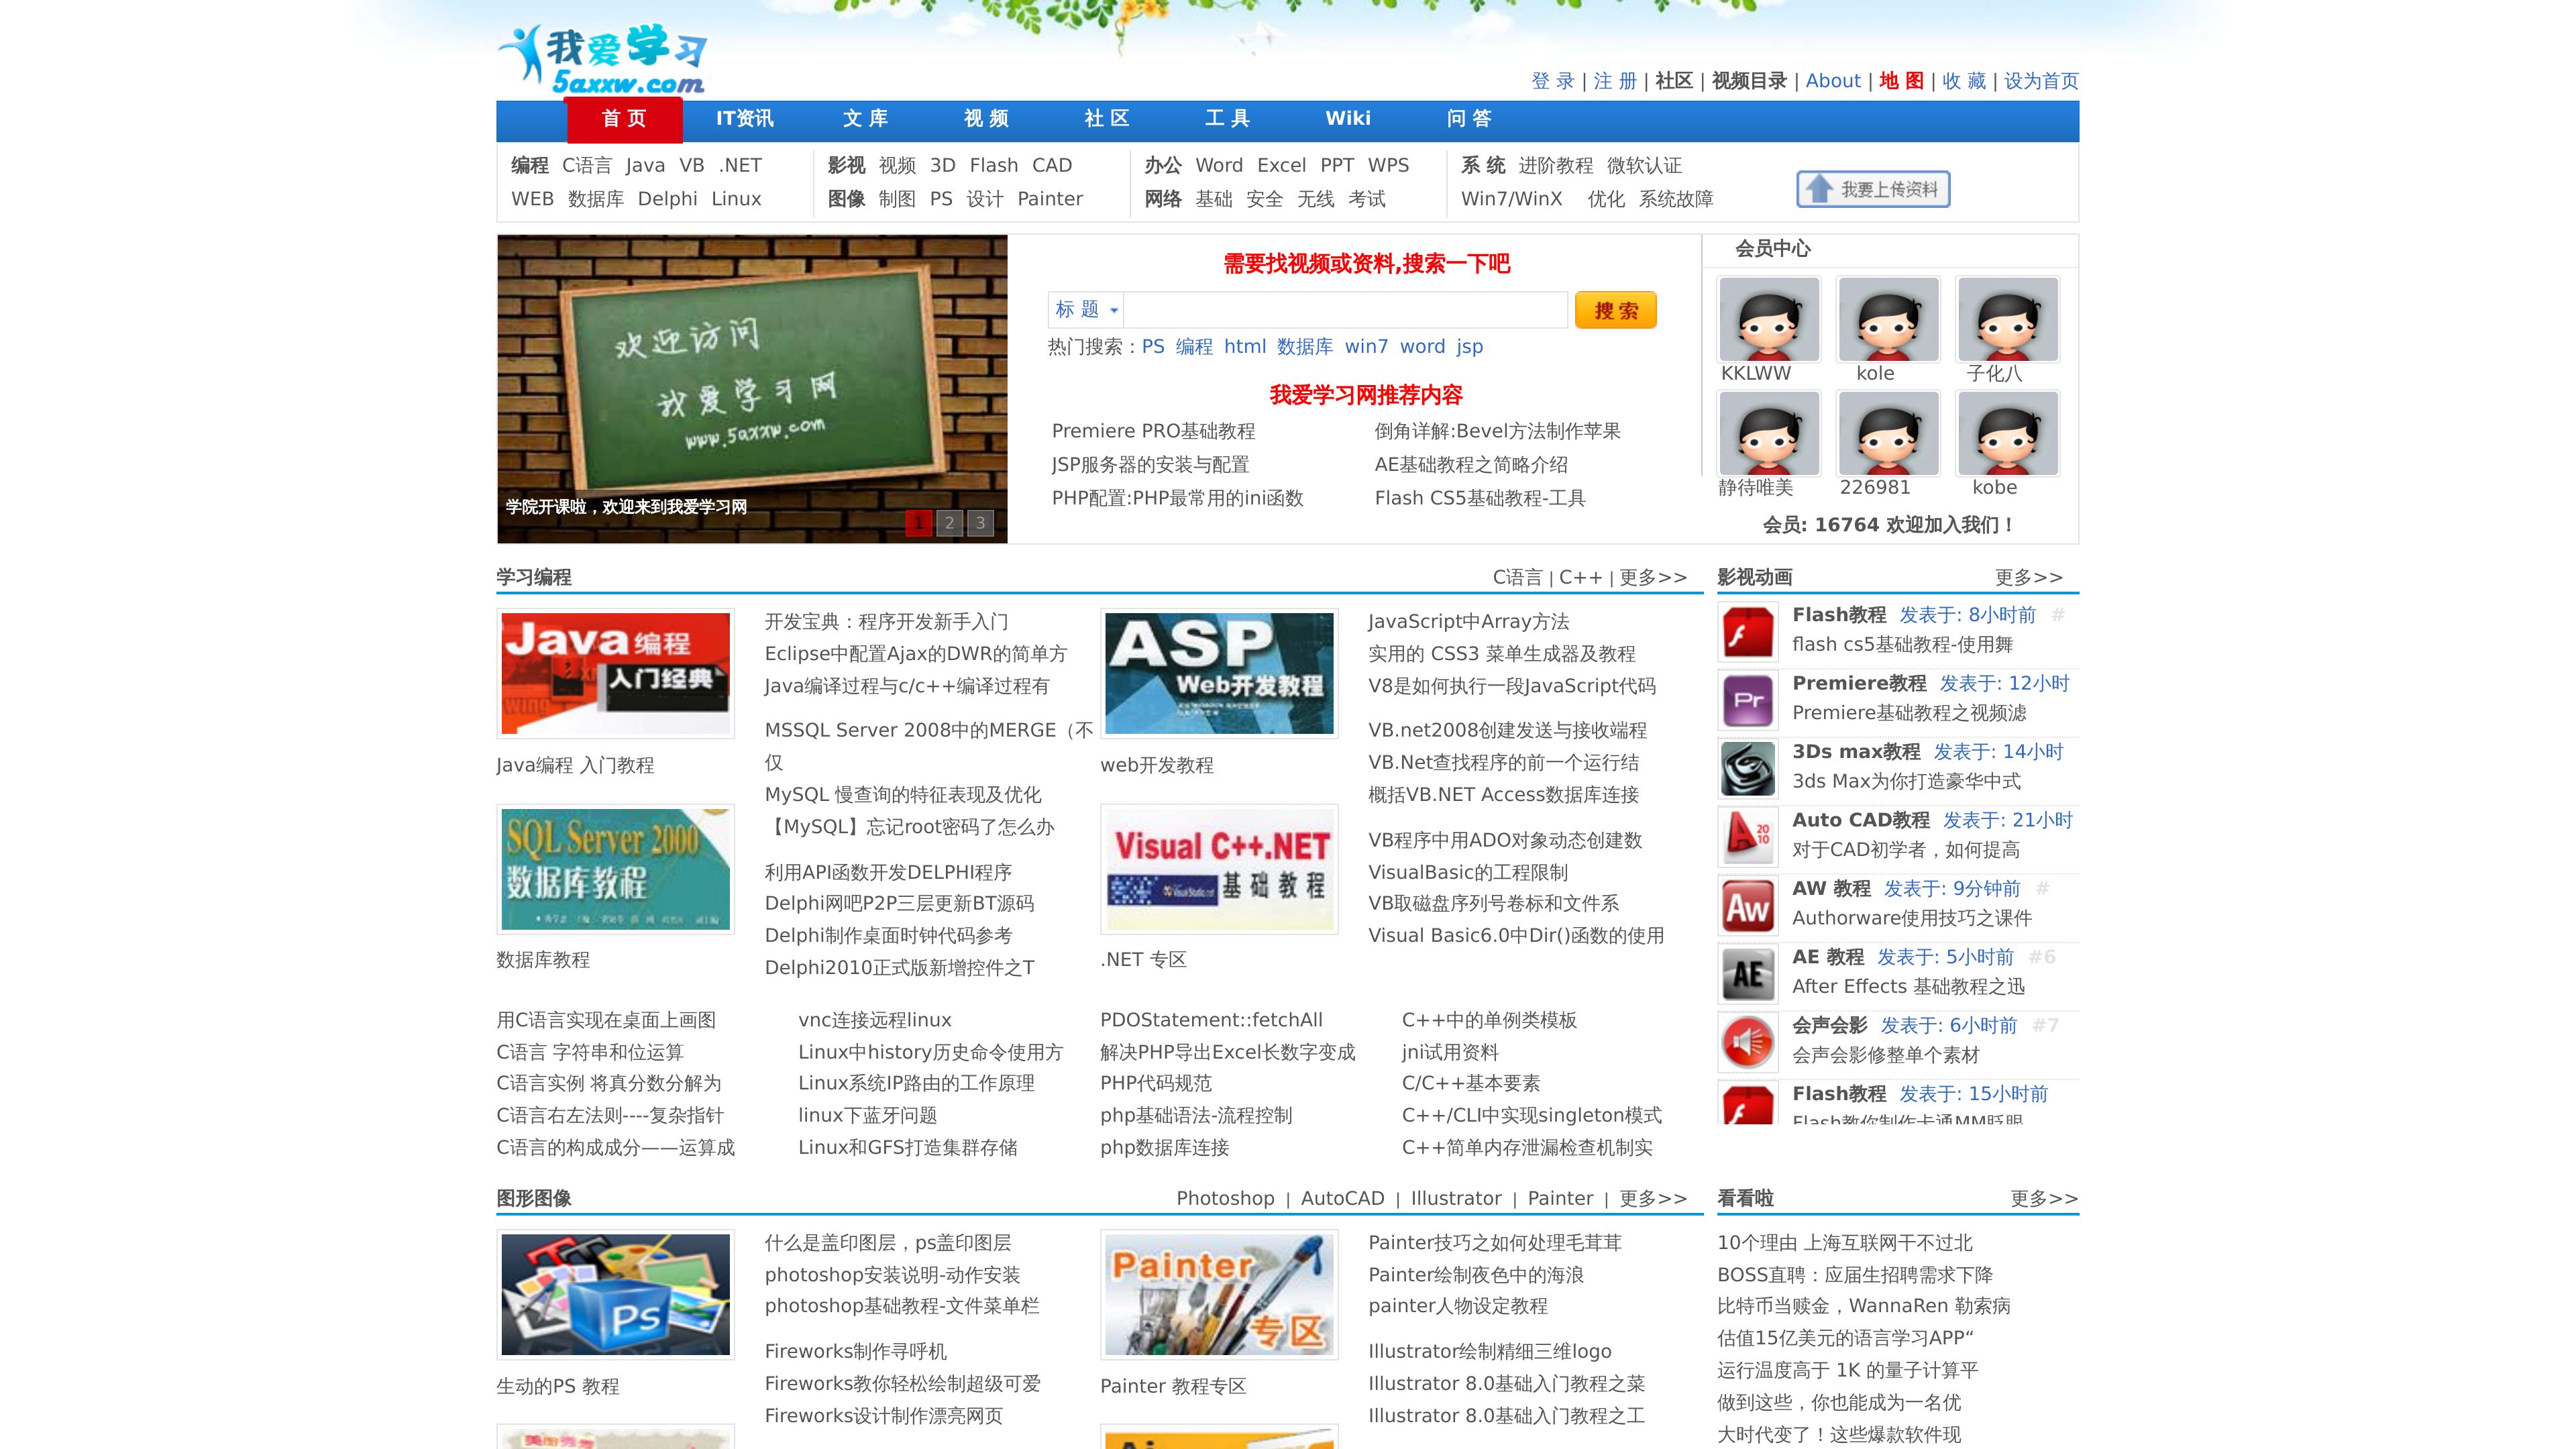 我爱学习
5axxw.com
登 录 | 注 册 | 社区 | 视频目录 | About | 地 图 | 收 藏 | 设为首页
首 页 IT资讯 文 库 视 频 社 区 工 具 Wiki 问 答
编程 C语言 Java VB .NET
WEB 数据库 Delphi Linux
影视 视频 3D Flash CAD
图像 制图 PS 设计 Painter
办公 Word Excel PPT WPS
网络 基础 安全 无线 考试
系 统 进阶教程 微软认证
Win7/WinX 优化 系统故障
我要上传资料
欢迎访问
我爱学习网
www.5axxw.com
学院开课啦，欢迎来到我爱学习网
1 2 3
需要找视频或资料,搜索一下吧
标 题
搜 索
热门搜索：PS 编程 html 数据库 win7 word jsp
我爱学习网推荐内容
Premiere PRO基础教程
倒角详解:Bevel方法制作苹果
JSP服务器的安装与配置
AE基础教程之简略介绍
PHP配置:PHP最常用的ini函数
Flash CS5基础教程-工具
会员中心
KKLWW kole 子化八
静待唯美 226981 kobe
会员: 16764 欢迎加入我们！
学习编程
C语言 | C++ | 更多>>
Java编程
入门经典
Java编程 入门教程
SQL Server 2000
数据库教程
数据库教程
开发宝典：程序开发新手入门
Eclipse中配置Ajax的DWR的简单方
Java编译过程与c/c++编译过程有
MSSQL Server 2008中的MERGE（不
仅
MySQL 慢查询的特征表现及优化
【MySQL】忘记root密码了怎么办
利用API函数开发DELPHI程序
Delphi网吧P2P三层更新BT源码
Delphi制作桌面时钟代码参考
Delphi2010正式版新增控件之T
ASP
Web开发教程
web开发教程
Visual C++.NET
基础教程
.NET 专区
JavaScript中Array方法
实用的 CSS3 菜单生成器及教程
V8是如何执行一段JavaScript代码
VB.net2008创建发送与接收端程
VB.Net查找程序的前一个运行结
概括VB.NET Access数据库连接
VB程序中用ADO对象动态创建数
VisualBasic的工程限制
VB取磁盘序列号卷标和文件系
Visual Basic6.0中Dir()函数的使用
用C语言实现在桌面上画图
C语言 字符串和位运算
C语言实例 将真分数分解为
C语言右左法则----复杂指针
C语言的构成成分——运算成
vnc连接远程linux
Linux中history历史命令使用方
Linux系统IP路由的工作原理
linux下蓝牙问题
Linux和GFS打造集群存储
PDOStatement::fetchAll
解决PHP导出Excel长数字变成
PHP代码规范
php基础语法-流程控制
php数据库连接
C++中的单例类模板
jni试用资料
C/C++基本要素
C++/CLI中实现singleton模式
C++简单内存泄漏检查机制实
影视动画
更多>>
Flash教程 发表于: 8小时前 #
flash cs5基础教程-使用舞
Pr
Premiere教程 发表于: 12小时
Premiere基础教程之视频滤
3Ds max教程 发表于: 14小时
3ds Max为你打造豪华中式
2010
Auto CAD教程 发表于: 21小时
对于CAD初学者，如何提高
Aw
AW 教程 发表于: 9分钟前 #
Authorware使用技巧之课件
AE
AE 教程 发表于: 5小时前 #6
After Effects 基础教程之迅
会声会影 发表于: 6小时前 #7
会声会影修整单个素材
Flash教程 发表于: 15小时前
Flash教你制作卡通MM眨眼
图形图像
Photoshop | AutoCAD | Illustrator | Painter | 更多>>
Ps
生动的PS 教程
什么是盖印图层，ps盖印图层
photoshop安装说明-动作安装
photoshop基础教程-文件菜单栏
Fireworks制作寻呼机
Fireworks教你轻松绘制超级可爱
Fireworks设计制作漂亮网页
Painter
专区
Painter 教程专区
Painter技巧之如何处理毛茸茸
Painter绘制夜色中的海浪
painter人物设定教程
Illustrator绘制精细三维logo
Illustrator 8.0基础入门教程之菜
Illustrator 8.0基础入门教程之工
看看啦
更多>>
10个理由 上海互联网干不过北
BOSS直聘：应届生招聘需求下降
比特币当赎金，WannaRen 勒索病
估值15亿美元的语言学习APP“
运行温度高于 1K 的量子计算平
做到这些，你也能成为一名优
大时代变了！这些爆款软件现